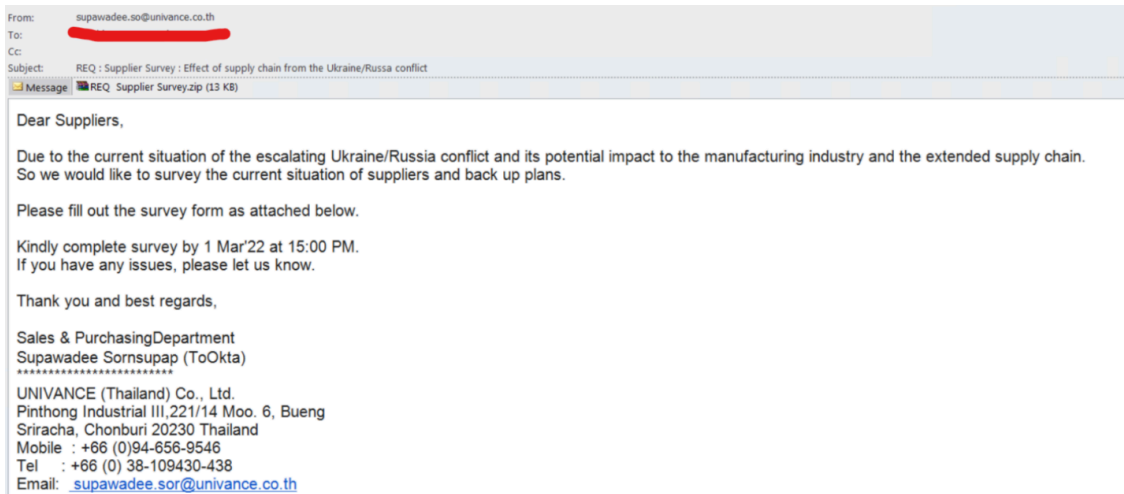 From: supawadee.so@univance.co.th
To:
Cc:
Subject: REQ : Supplier Survey : Effect of supply chain from the Ukraine/Russa conflict
Message REQ Supplier Survey.zip (13 KB)
Dear Suppliers,
Due to the current situation of the escalating Ukraine/Russia conflict and its potential impact to the manufacturing industry and the extended supply chain.
So we would like to survey the current situation of suppliers and back up plans.
Please fill out the survey form as attached below.
Kindly complete survey by 1 Mar'22 at 15:00 PM.
If you have any issues, please let us know.
Thank you and best regards,
Sales & PurchasingDepartment
Supawadee Sornsupap (ToOkta)
*************************
UNIVANCE (Thailand) Co., Ltd.
Pinthong Industrial III,221/14 Moo. 6, Bueng
Sriracha, Chonburi 20230 Thailand
Mobile : +66 (0)94-656-9546
Tel : +66 (0) 38-109430-438
Email: supawadee.sor@univance.co.th